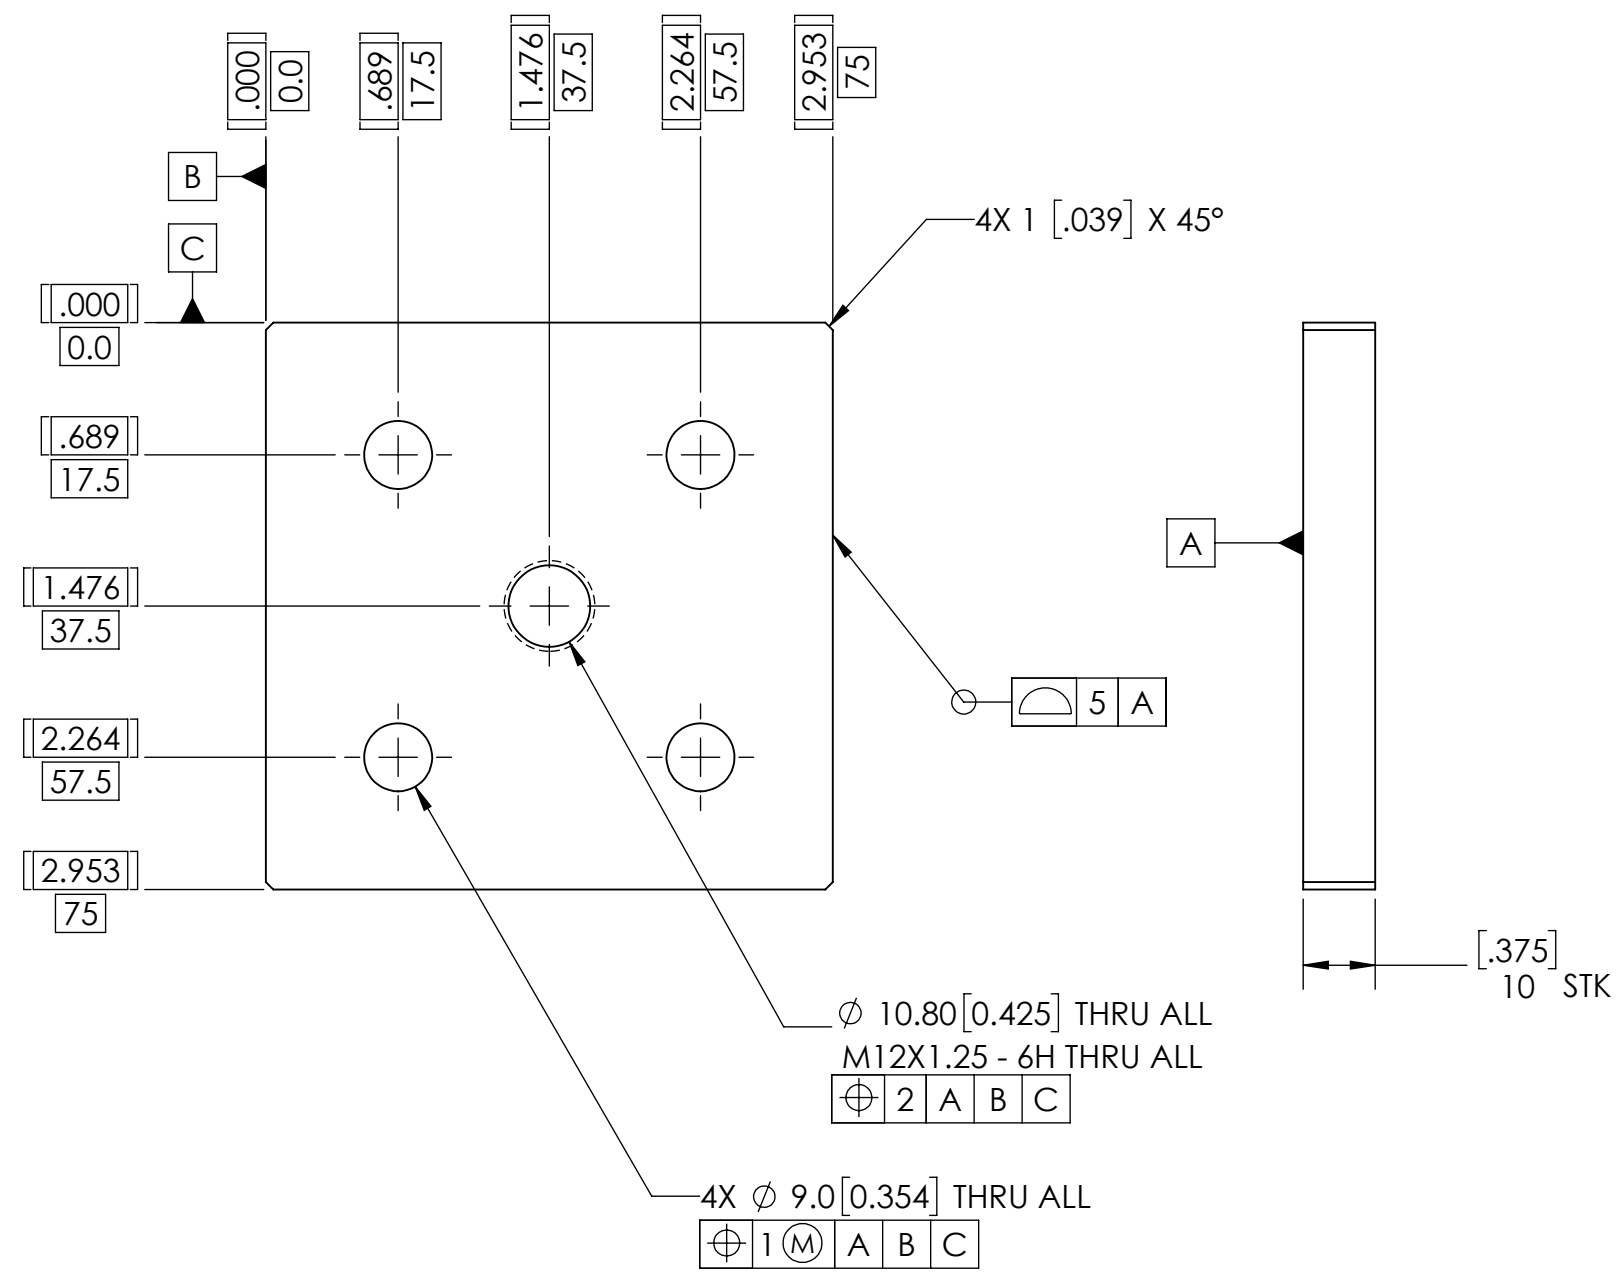 [.000]
0.0
[.689]
17.5
[1.476]
37.5
[2.264]
57.5
[2.953]
75
B
C
4X 1 [.039] X 45°
[.000]
0.0
[.689]
17.5
[1.476]
37.5
[2.264]
57.5
[2.953]
75
A
⌓ 5 A
[.375]
10 STK
⌀ 10.80[0.425] THRU ALL
M12X1.25 - 6H THRU ALL
⌖ 2 A B C
4X ⌀ 9.0[0.354] THRU ALL
⌖ 1 Ⓜ A B C